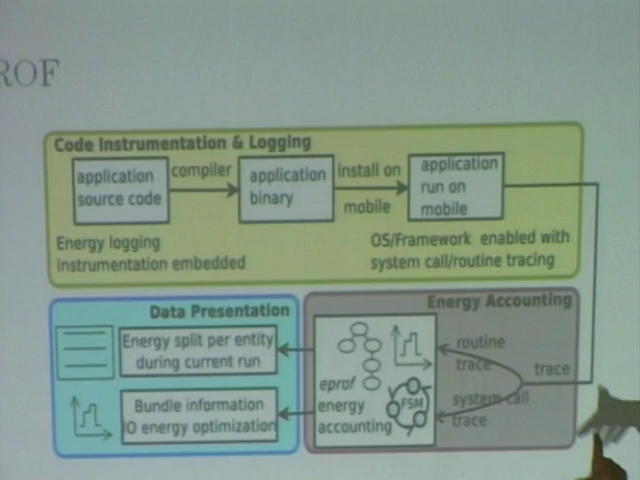 ROF
Code Instrumentation & Logging
application
source code
compiler
application
binary
install on
mobile
application
run on
mobile
Energy logging
instrumentation embedded
OS/Framework enabled with
system call/routine tracing
Data Presentation
Energy split per entity
during current run
Bundle information
IO energy optimization
Energy Accounting
eprof
energy
accounting
FSM
routine
trace
system call
trace
trace